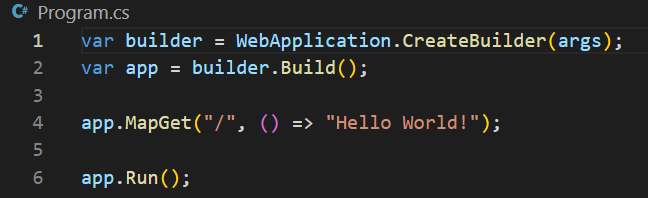 C# Program.cs
1 var builder = WebApplication.CreateBuilder(args);
2 var app = builder.Build();
3
4 app.MapGet("/", () => "Hello World!");
5
6 app.Run();